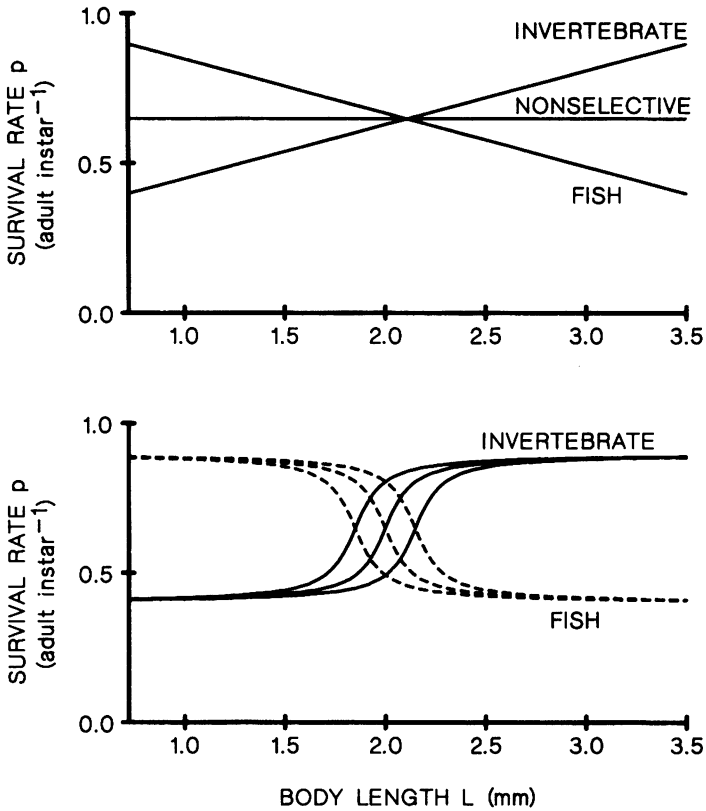 SURVIVAL RATE p
(adult instar⁻¹)
1.0
0.5
0.0
INVERTEBRATE
NONSELECTIVE
FISH
1.0
1.5
2.0
2.5
3.0
3.5
SURVIVAL RATE p
(adult instar⁻¹)
1.0
0.5
0.0
INVERTEBRATE
FISH
1.0
1.5
2.0
2.5
3.0
3.5
BODY LENGTH L (mm)